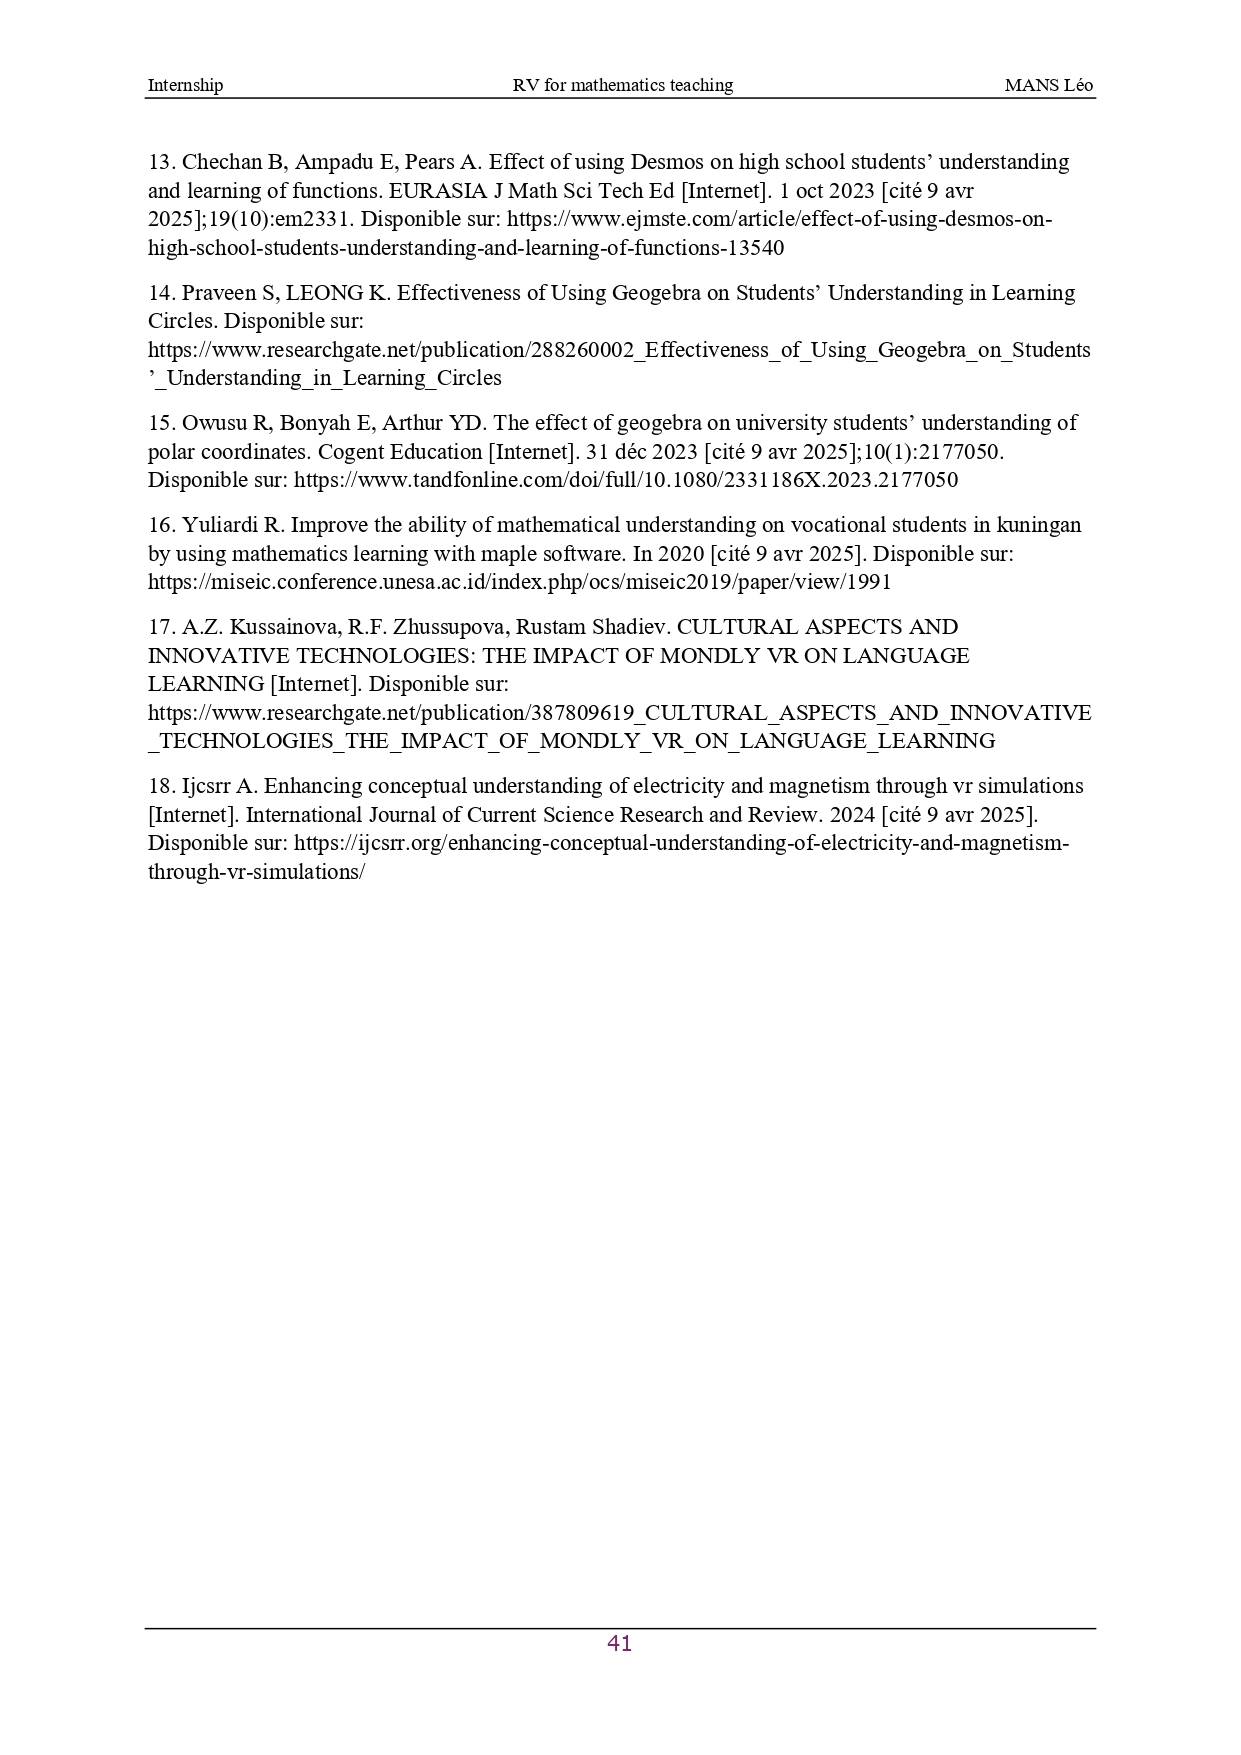 Internship RV for mathematics teaching MANS Léo
13. Chechan B, Ampadu E, Pears A. Effect of using Desmos on high school students’ understanding
and learning of functions. EURASIA J Math Sci Tech Ed [Internet]. 1 oct 2023 [cité 9 avr
2025];19(10):em2331. Disponible sur: https://www.ejmste.com/article/effect-of-using-desmos-on-
high-school-students-understanding-and-learning-of-functions-13540
14. Praveen S, LEONG K. Effectiveness of Using Geogebra on Students’ Understanding in Learning
Circles. Disponible sur:
https://www.researchgate.net/publication/288260002_Effectiveness_of_Using_Geogebra_on_Students
’_Understanding_in_Learning_Circles
15. Owusu R, Bonyah E, Arthur YD. The effect of geogebra on university students’ understanding of
polar coordinates. Cogent Education [Internet]. 31 déc 2023 [cité 9 avr 2025];10(1):2177050.
Disponible sur: https://www.tandfonline.com/doi/full/10.1080/2331186X.2023.2177050
16. Yuliardi R. Improve the ability of mathematical understanding on vocational students in kuningan
by using mathematics learning with maple software. In 2020 [cité 9 avr 2025]. Disponible sur:
https://miseic.conference.unesa.ac.id/index.php/ocs/miseic2019/paper/view/1991
17. A.Z. Kussainova, R.F. Zhussupova, Rustam Shadiev. CULTURAL ASPECTS AND
INNOVATIVE TECHNOLOGIES: THE IMPACT OF MONDLY VR ON LANGUAGE
LEARNING [Internet]. Disponible sur:
https://www.researchgate.net/publication/387809619_CULTURAL_ASPECTS_AND_INNOVATIVE
_TECHNOLOGIES_THE_IMPACT_OF_MONDLY_VR_ON_LANGUAGE_LEARNING
18. Ijcsrr A. Enhancing conceptual understanding of electricity and magnetism through vr simulations
[Internet]. International Journal of Current Science Research and Review. 2024 [cité 9 avr 2025].
Disponible sur: https://ijcsrr.org/enhancing-conceptual-understanding-of-electricity-and-magnetism-
through-vr-simulations/
41